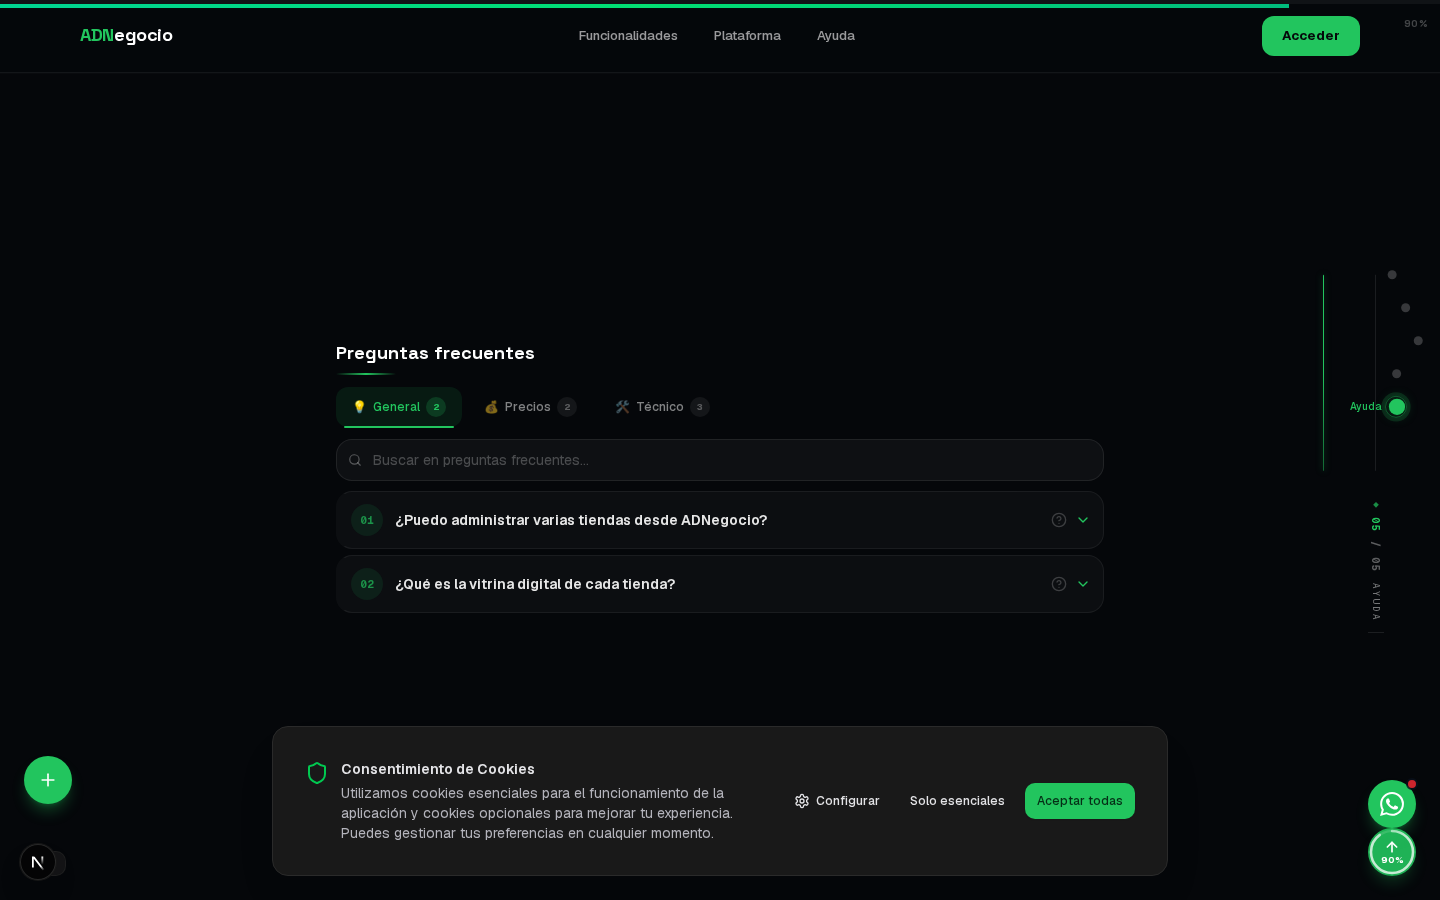 ADNegocio
Funcionalidades
Plataforma
Ayuda
Acceder
90%
Preguntas frecuentes
💡 General 2
💰 Precios 2
🛠️ Técnico 3
Buscar en preguntas frecuentes...
01 ¿Puedo administrar varias tiendas desde ADNegocio?
02 ¿Qué es la vitrina digital de cada tienda?
Ayuda
05 / 05 AYUDA
Consentimiento de Cookies
Utilizamos cookies esenciales para el funcionamiento de la
aplicación y cookies opcionales para mejorar tu experiencia.
Puedes gestionar tus preferencias en cualquier momento.
Configurar
Solo esenciales
Aceptar todas
N
90%